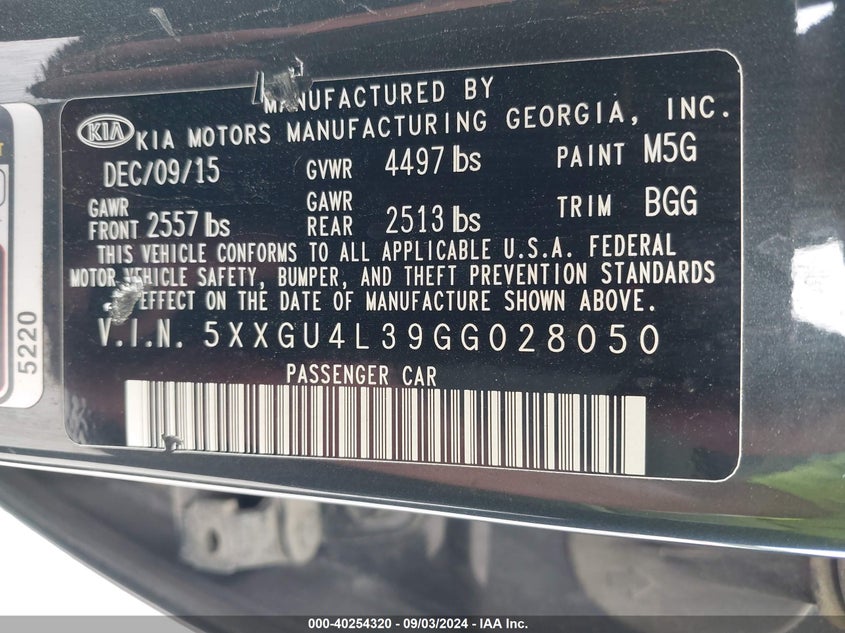 MANUFACTURED BY
KIA KIA MOTORS MANUFACTURING GEORGIA, INC.
DEC/09/15 GVWR 4497 lbs PAINT M5G
GAWR FRONT 2557 lbs GAWR REAR 2513 lbs TRIM BGG
THIS VEHICLE CONFORMS TO ALL APPLICABLE U.S.A. FEDERAL
MOTOR VEHICLE SAFETY, BUMPER, AND THEFT PREVENTION STANDARDS
EFFECT ON THE DATE OF MANUFACTURE SHOWN ABOVE.
V.I.N. 5XXGU4L39GG028050
PASSENGER CAR
5220
000-40254320 - 09/03/2024 - IAA Inc.